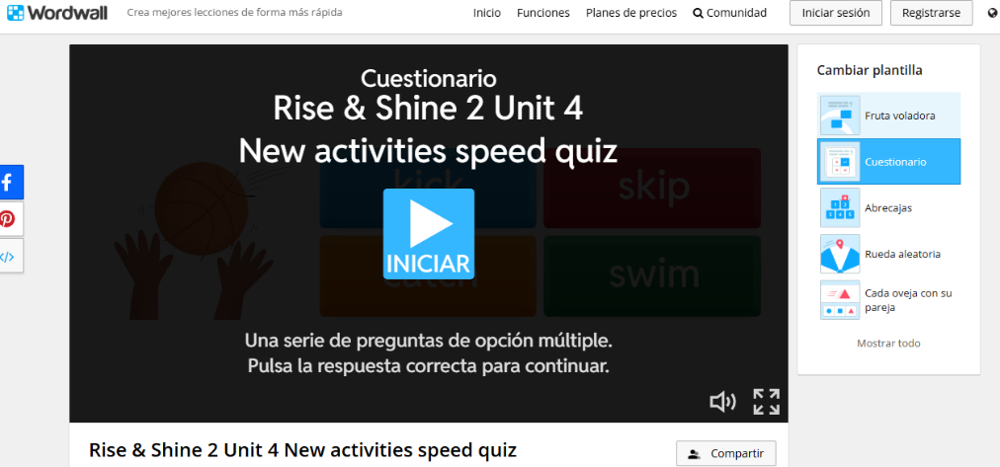 Wordwall Crea mejores lecciones de forma más rápida Inicio Funciones Planes de precios Comunidad Iniciar sesión Registrarse
Cuestionario
Rise & Shine 2 Unit 4
New activities speed quiz
kick
skip
INICIAR
catch
swim
Una serie de preguntas de opción múltiple.
Pulsa la respuesta correcta para continuar.
Cambiar plantilla
Fruta voladora
Cuestionario
Abrecajas
Rueda aleatoria
Cada oveja con su
pareja
Mostrar todo
Rise & Shine 2 Unit 4 New activities speed quiz
Compartir